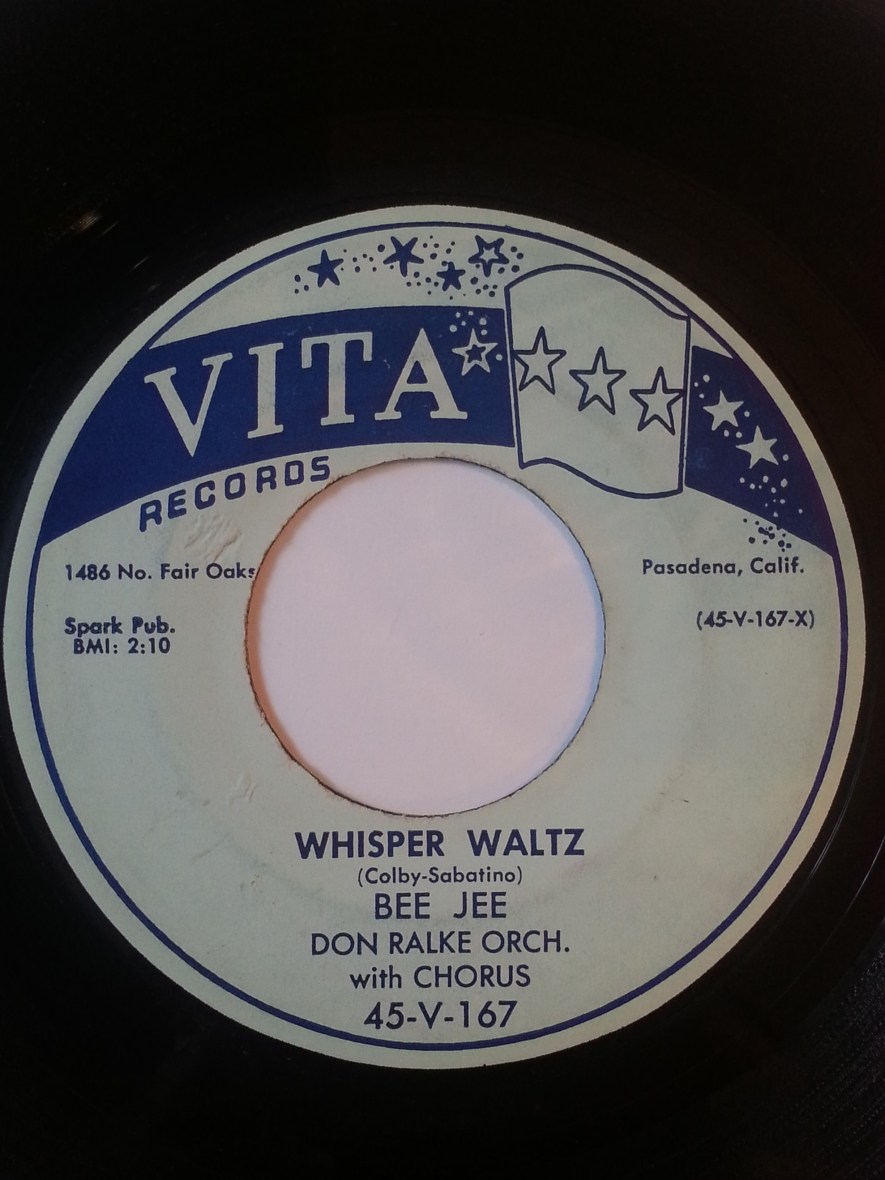 VITA
RECORDS
1486 No. Fair Oaks
Pasadena, Calif.
Spark Pub.
BMI: 2:10
(45-V-167-X)
WHISPER WALTZ
(Colby-Sabatino)
BEE JEE
DON RALKE ORCH.
with CHORUS
45-V-167